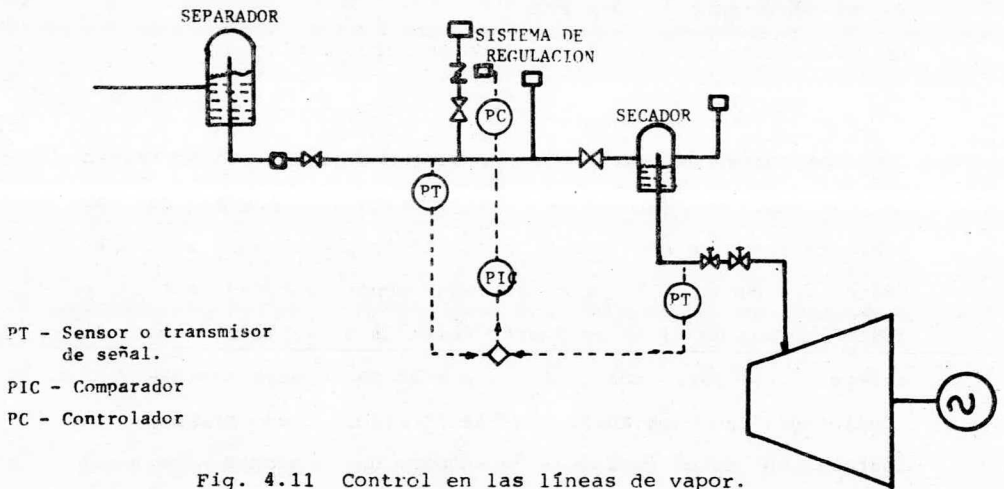 SEPARADOR
SISTEMA DE
REGULACION
PC
SECADOR
PT
PIC
PT
PT - Sensor o transmisor
de señal.
PIC - Comparador
PC - Controlador
Fig. 4.11 Control en las líneas de vapor.